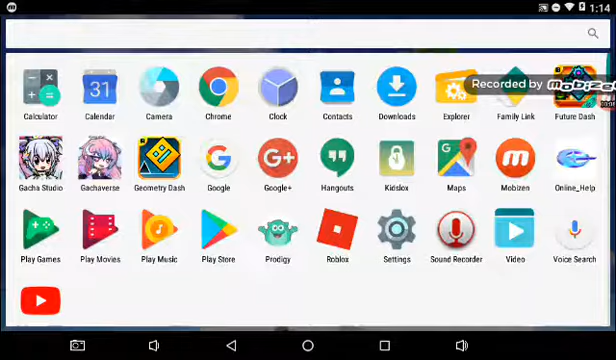 1:14
Recorded by
mobizen
31
Calculator Calendar Camera Chrome Clock Contacts Downloads Explorer Family Link Future Dash
Gacha Studio Gachaverse Geometry Dash Google Google+ Hangouts Kidslox Maps Mobizen Online_Help
Play Games Play Movies Play Music Play Store Prodigy Roblox Settings Sound Recorder Video Voice Search